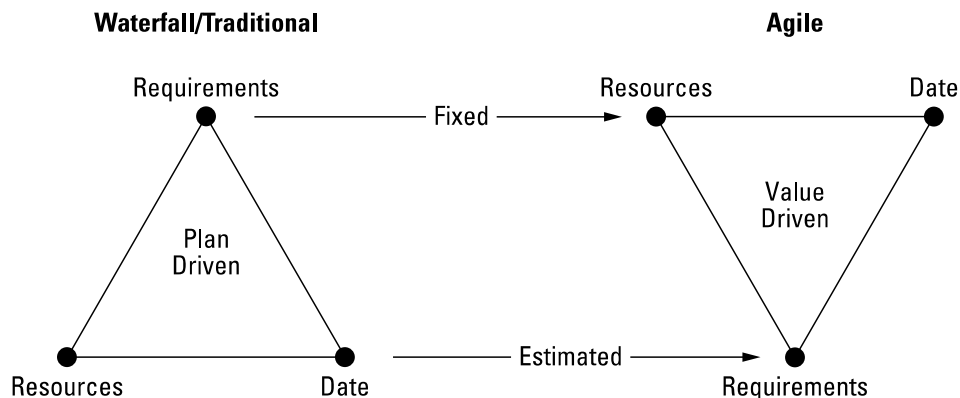 Waterfall/Traditional
Agile
Requirements
Resources
Date
Fixed
Plan
Driven
Value
Driven
Estimated
Resources
Date
Requirements